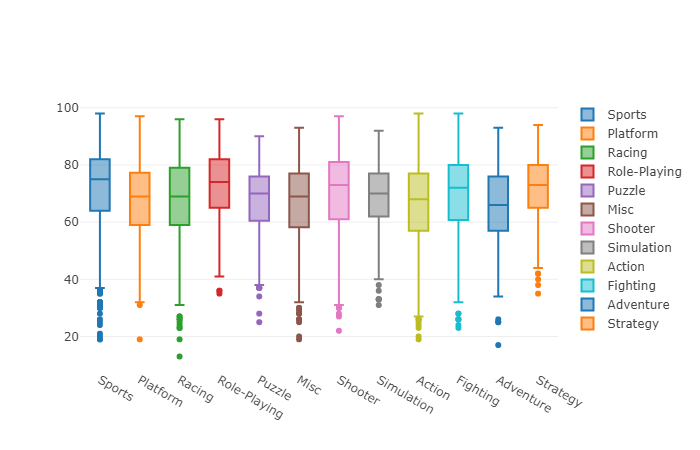 100
80
60
40
20
Sports
Platform
Racing
Role-Playing
Puzzle
Misc
Shooter
Simulation
Action
Fighting
Adventure
Strategy
Sports
Platform
Racing
Role-Playing
Puzzle
Misc
Shooter
Simulation
Action
Fighting
Adventure
Strategy